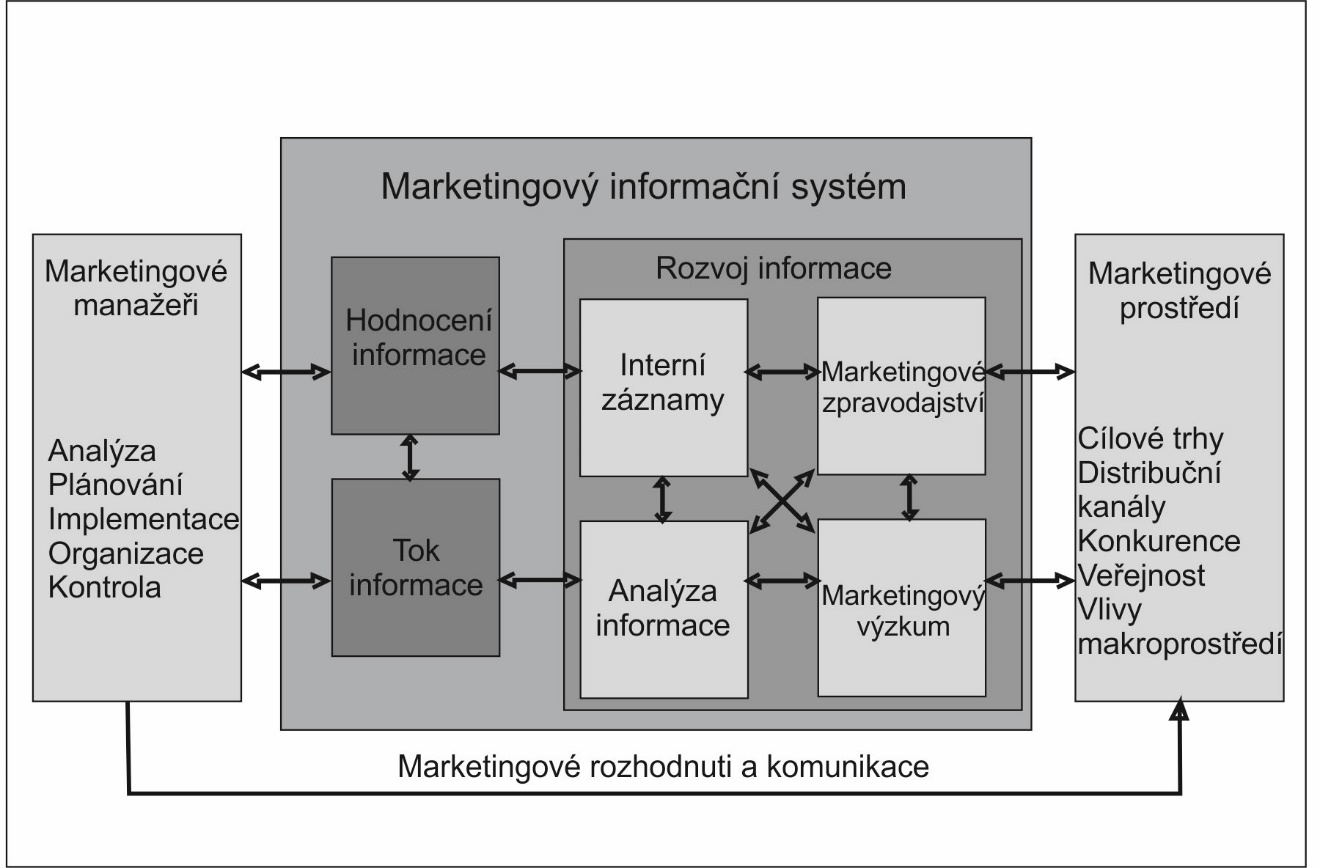 Marketingový informační systém
Marketingové
manažeři
Analýza
Plánování
Implementace
Organizace
Kontrola
Hodnocení
informace
Tok
informace
Rozvoj informace
Interní
záznamy
Marketingové
zpravodajství
Analýza
informace
Marketingový
výzkum
Marketingové
prostředí
Cílové trhy
Distribuční
kanály
Konkurence
Veřejnost
Vlivy
makroprostředí
Marketingové rozhodnuti a komunikace